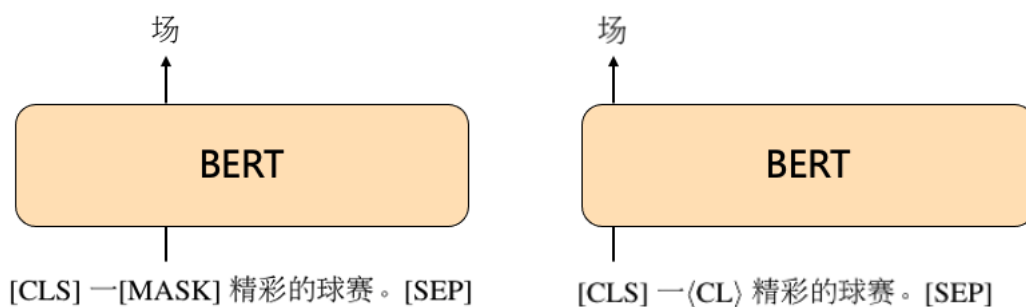 场
BERT
[CLS] 一[MASK] 精彩的球赛。[SEP]
场
BERT
[CLS] 一⟨CL⟩ 精彩的球赛。[SEP]